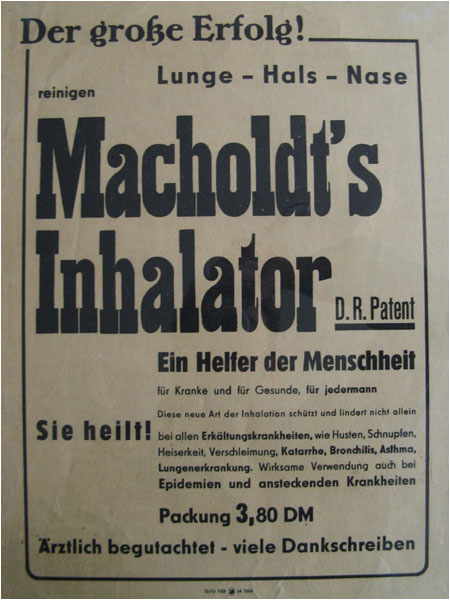 Der große Erfolg!
Lunge - Hals - Nase
reinigen
Macholdt's
Inhalator
D. R. Patent
Ein Helfer der Menschheit
für Kranke und für Gesunde, für jedermann
Diese neue Art der Inhalation schützt und lindert nicht allein
Sie heilt!
bei allen Erkältungskrankheiten, wie Husten, Schnupfen,
Heiserkeit, Verschleimung, Katarrhe, Bronchilis, Asthma,
Lungenerkrankung. Wirksame Verwendung auch bei
Epidemien und ansteckenden Krankheiten
Packung 3,80 DM
Ärztlich begutachtet - viele Dankschreiben